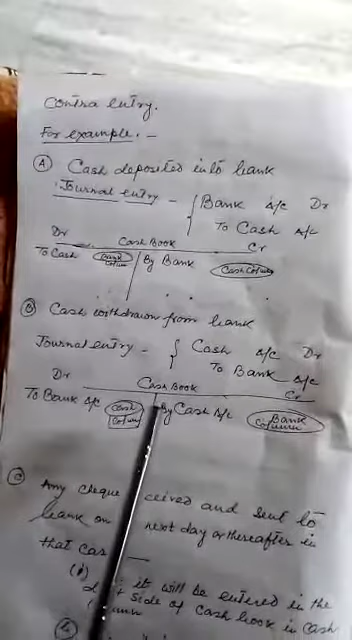 Contra entry.
For example. -
(A) Cash deposited into bank
Journal entry - { Bank A/c Dr
To Cash A/c
Dr Cash Book Cr
To Cash (Bank Column) By Bank (Cash Column)
(B) Cash withdrawn from bank
Journal entry - { Cash A/c Dr
To Bank A/c
Dr Cash Book Cr
To Bank A/c (Cash Column) By Cash A/c (Bank Column)
(C) Any cheque ceived and sent to
bank on next day or thereafter in
that cas
(i) it will be entered in the
side of Cash book in Cash